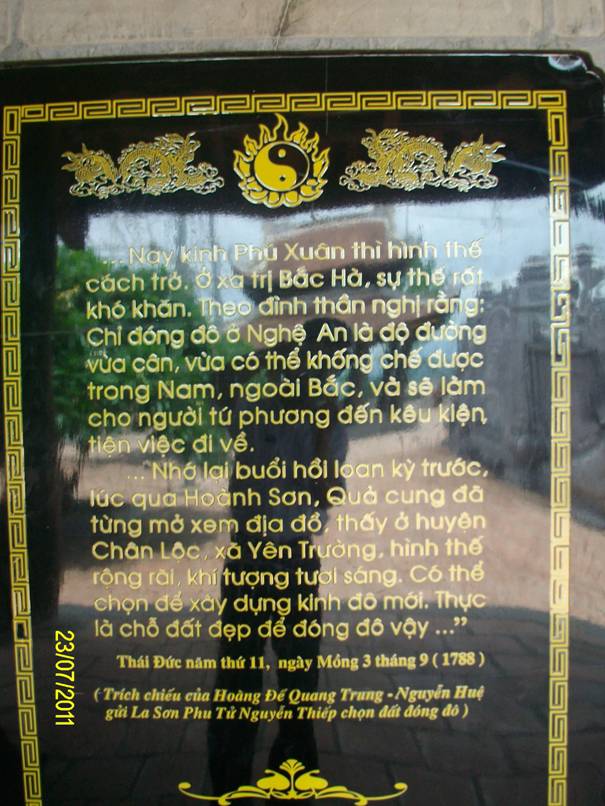 ... Nay kinh Phú Xuân thì hình thế
cách trở. Ở xa trị Bắc Hà, sự thế rất
khó khăn. Theo đình thần nghị rằng:
Chỉ đóng đô ở Nghệ An là độ đường
vừa cân, vừa có thể khống chế được
trong Nam, ngoài Bắc, và sẽ làm
cho người tứ phương đến kêu kiện,
tiện việc đi về.
... Nhớ lại buổi hồi loan kỳ trước,
lúc qua Hoành Sơn, Quả cung đã
từng mở xem địa đồ, thấy ở huyện
Chân Lộc, xã Yên Trường, hình thế
rộng rãi, khí tượng tươi sáng. Có thể
chọn để xây dựng kinh đô mới. Thực
là chỗ đất đẹp để đóng đô vậy ..."
Thái Đức năm thứ 11, ngày Mồng 3 tháng 9 ( 1788 )
( Trích chiếu của Hoàng Đế Quang Trung - Nguyễn Huệ
gửi La Sơn Phu Tử Nguyễn Thiếp chọn đất đóng đô )
23/07/2011